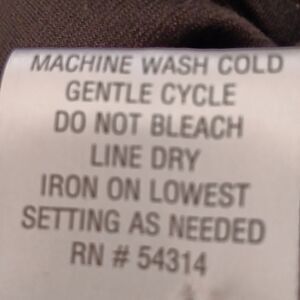 MACHINE WASH COLD
GENTLE CYCLE
DO NOT BLEACH
LINE DRY
IRON ON LOWEST
SETTING AS NEEDED
RN # 54314